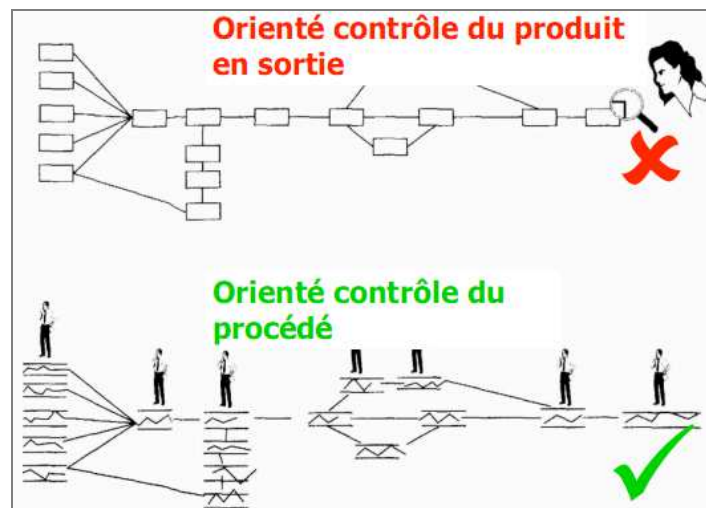 Orienté contrôle du produit
en sortie
Orienté contrôle du
procédé